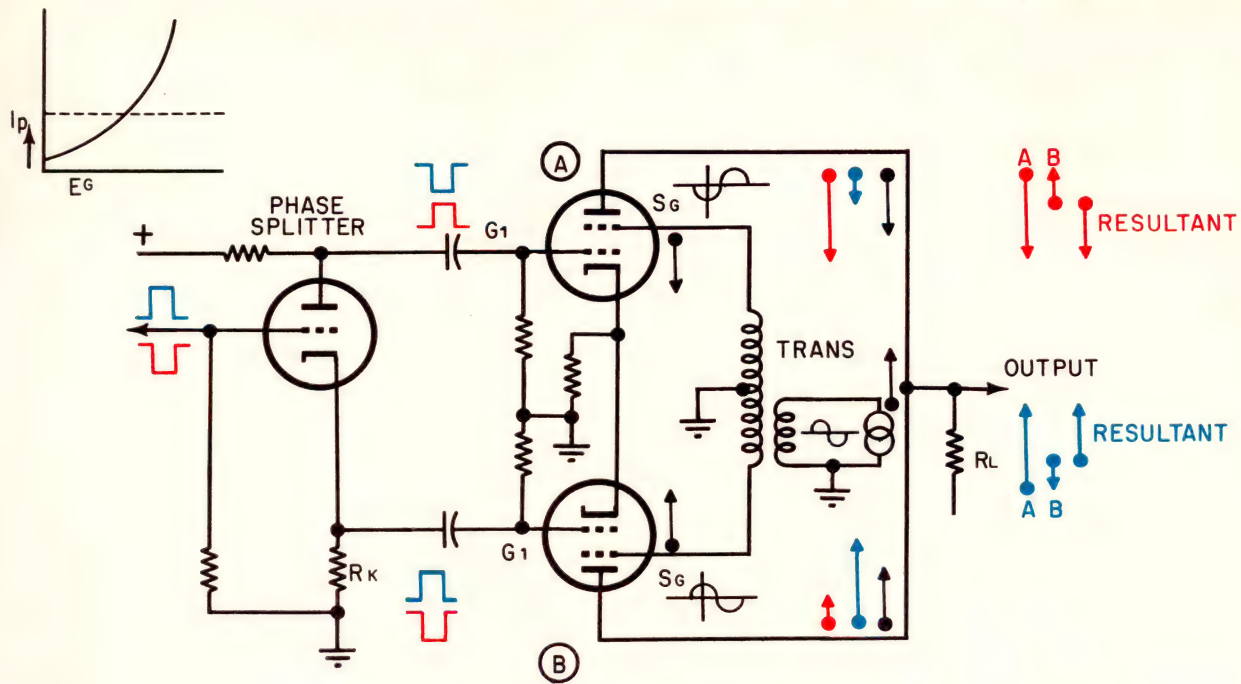 Ip
EG
PHASE
SPLITTER
+
A
SG
G1
A B
RESULTANT
TRANS
OUTPUT
RESULTANT
RL
A B
RK
G1
SG
B